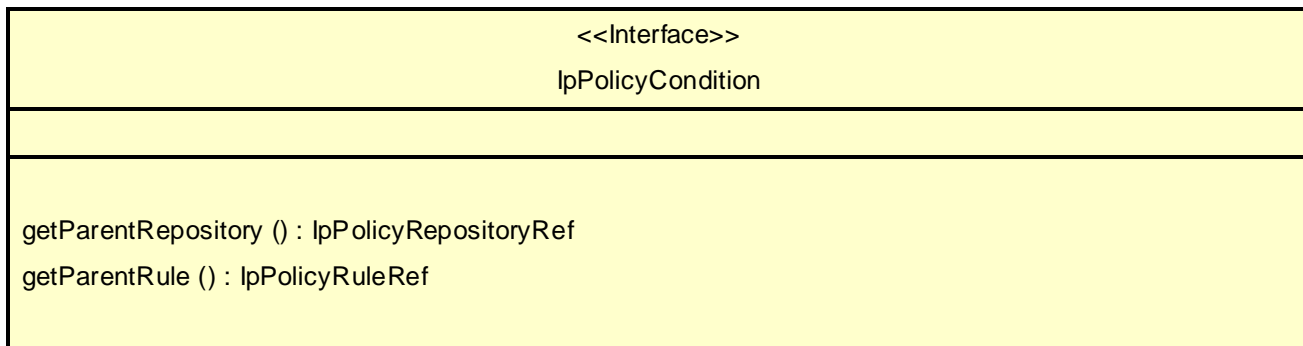 <<Interface>>
IpPolicyCondition
getParentRepository () : IpPolicyRepositoryRef
getParentRule () : IpPolicyRuleRef